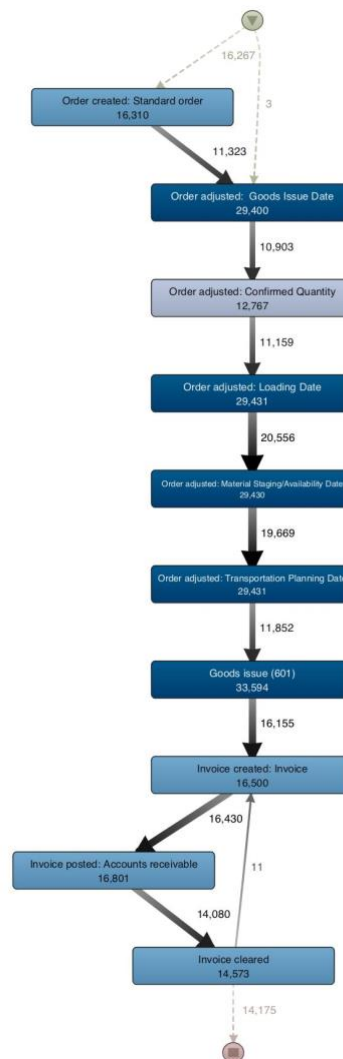 16,267
Order created: Standard order
16,310
3
11,323
Order adjusted: Goods Issue Date
29,400
10,903
Order adjusted: Confirmed Quantity
12,767
11,159
Order adjusted: Loading Date
29,431
20,556
Order adjusted: Material Staging/Availability Date
29,430
19,669
Order adjusted: Transportation Planning Date
29,431
11,852
Goods issue (601)
33,594
16,155
Invoice created: Invoice
16,500
16,430
Invoice posted: Accounts receivable
16,801
11
14,080
Invoice cleared
14,573
14,175